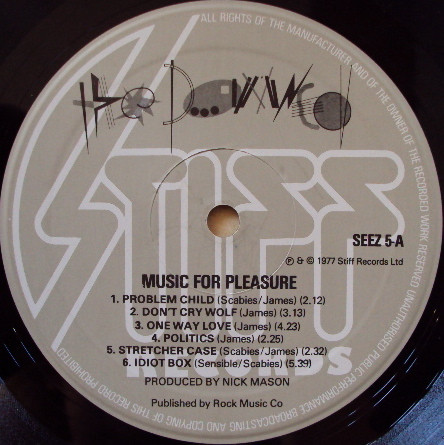 ALL RIGHTS OF THE MANUFACTURER AND OF THE OWNER OF THE RECORDED WORK RESERVED UNAUTHORISED PUBLIC PERFORMANCE BROADCASTING AND COPYING OF THIS RECORD PROHIBITED
THE DAMNED
STIFF
RECORDS
SEEZ 5-A
℗ & © 1977 Stiff Records Ltd
MUSIC FOR PLEASURE
1. PROBLEM CHILD (Scabies/James) (2.12)
2. DON'T CRY WOLF (James) (3.13)
3. ONE WAY LOVE (James) (4.23)
4. POLITICS (James) (2.25)
5. STRETCHER CASE (Scabies/James) (2.32)
6. IDIOT BOX (Sensible/Scabies) (5.39)
PRODUCED BY NICK MASON
Published by Rock Music Co